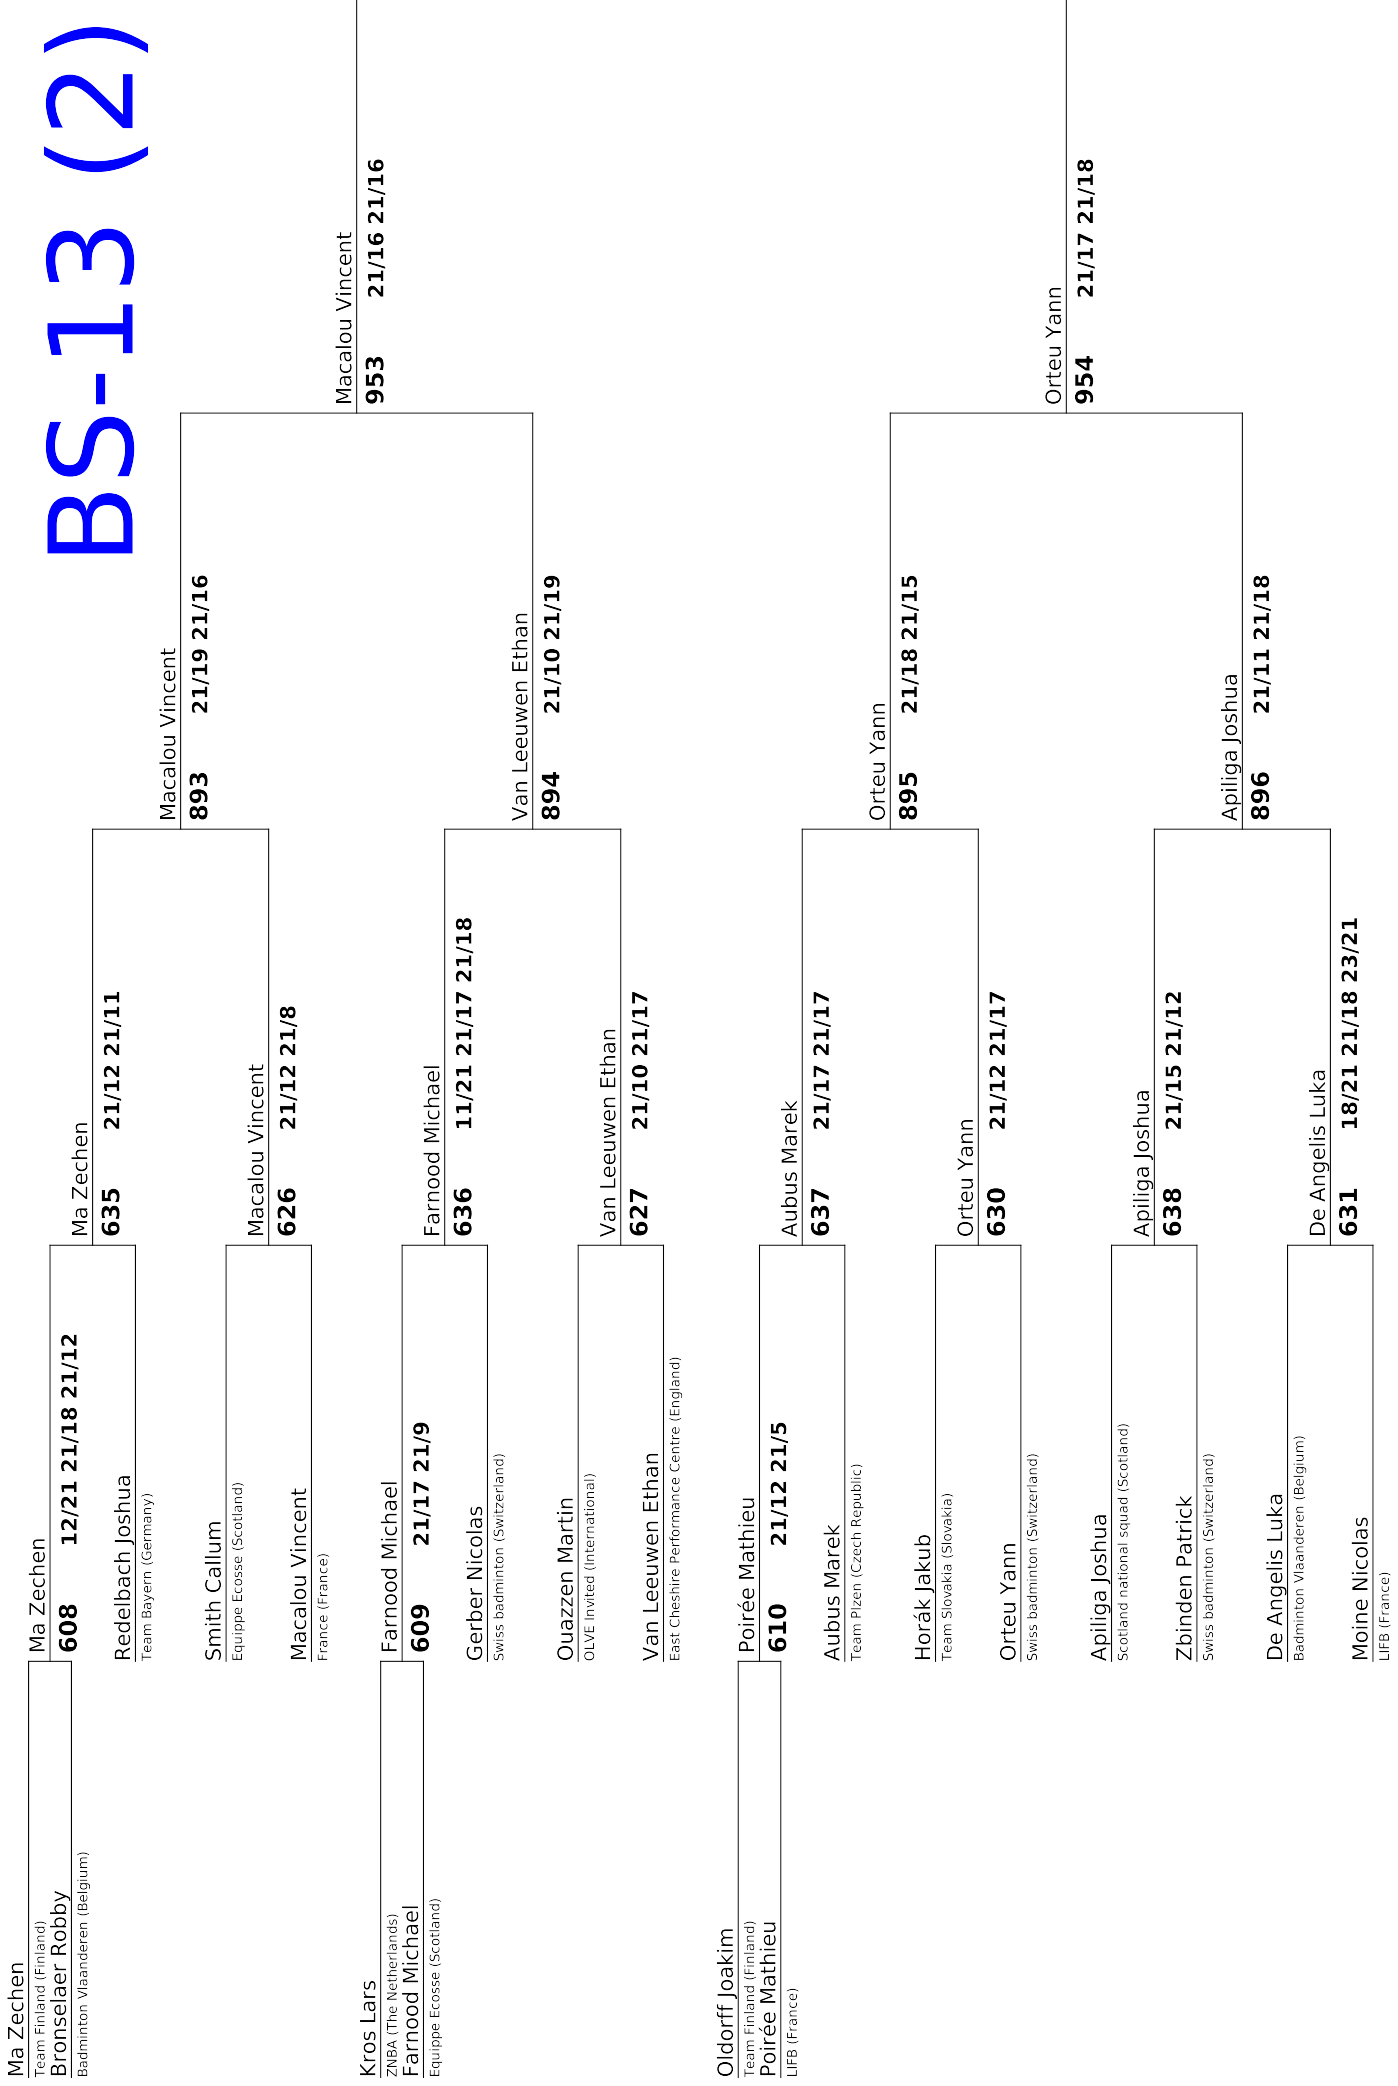 BS-13 (2)
Ma Zechen
Team Finland (Finland)
Bronselaer Robby
Badminton Vlaanderen (Belgium)
Kros Lars
ZNBA (The Netherlands)
Farnood Michael
Equippe Ecosse (Scotland)
Oldorff Joakim
Team Finland (Finland)
Poirée Mathieu
LIFB (France)
Ma Zechen
608 12/21 21/18 21/12
Redelbach Joshua
Team Bayern (Germany)
Smith Callum
Equippe Ecosse (Scotland)
Macalou Vincent
France (France)
Farnood Michael
609 21/17 21/9
Gerber Nicolas
Swiss badminton (Switzerland)
Ouazzen Martin
OLVE Invited (International)
Van Leeuwen Ethan
East Cheshire Performance Centre (England)
Poirée Mathieu
610 21/12 21/5
Aubus Marek
Team Plzen (Czech Republic)
Horák Jakub
Team Slovakia (Slovakia)
Orteu Yann
Swiss badminton (Switzerland)
Apiliga Joshua
Scotland national squad (Scotland)
Zbinden Patrick
Swiss badminton (Switzerland)
De Angelis Luka
Badminton Vlaanderen (Belgium)
Moine Nicolas
LIFB (France)
Ma Zechen
635 21/12 21/11
Macalou Vincent
626 21/12 21/8
Farnood Michael
636 11/21 21/17 21/18
Van Leeuwen Ethan
627 21/10 21/17
Aubus Marek
637 21/17 21/17
Orteu Yann
630 21/12 21/17
Apiliga Joshua
638 21/15 21/12
De Angelis Luka
631 18/21 21/18 23/21
Macalou Vincent
893 21/19 21/16
Van Leeuwen Ethan
894 21/10 21/19
Orteu Yann
895 21/18 21/15
Apiliga Joshua
896 21/11 21/18
Macalou Vincent
953 21/16 21/16
Orteu Yann
954 21/17 21/18